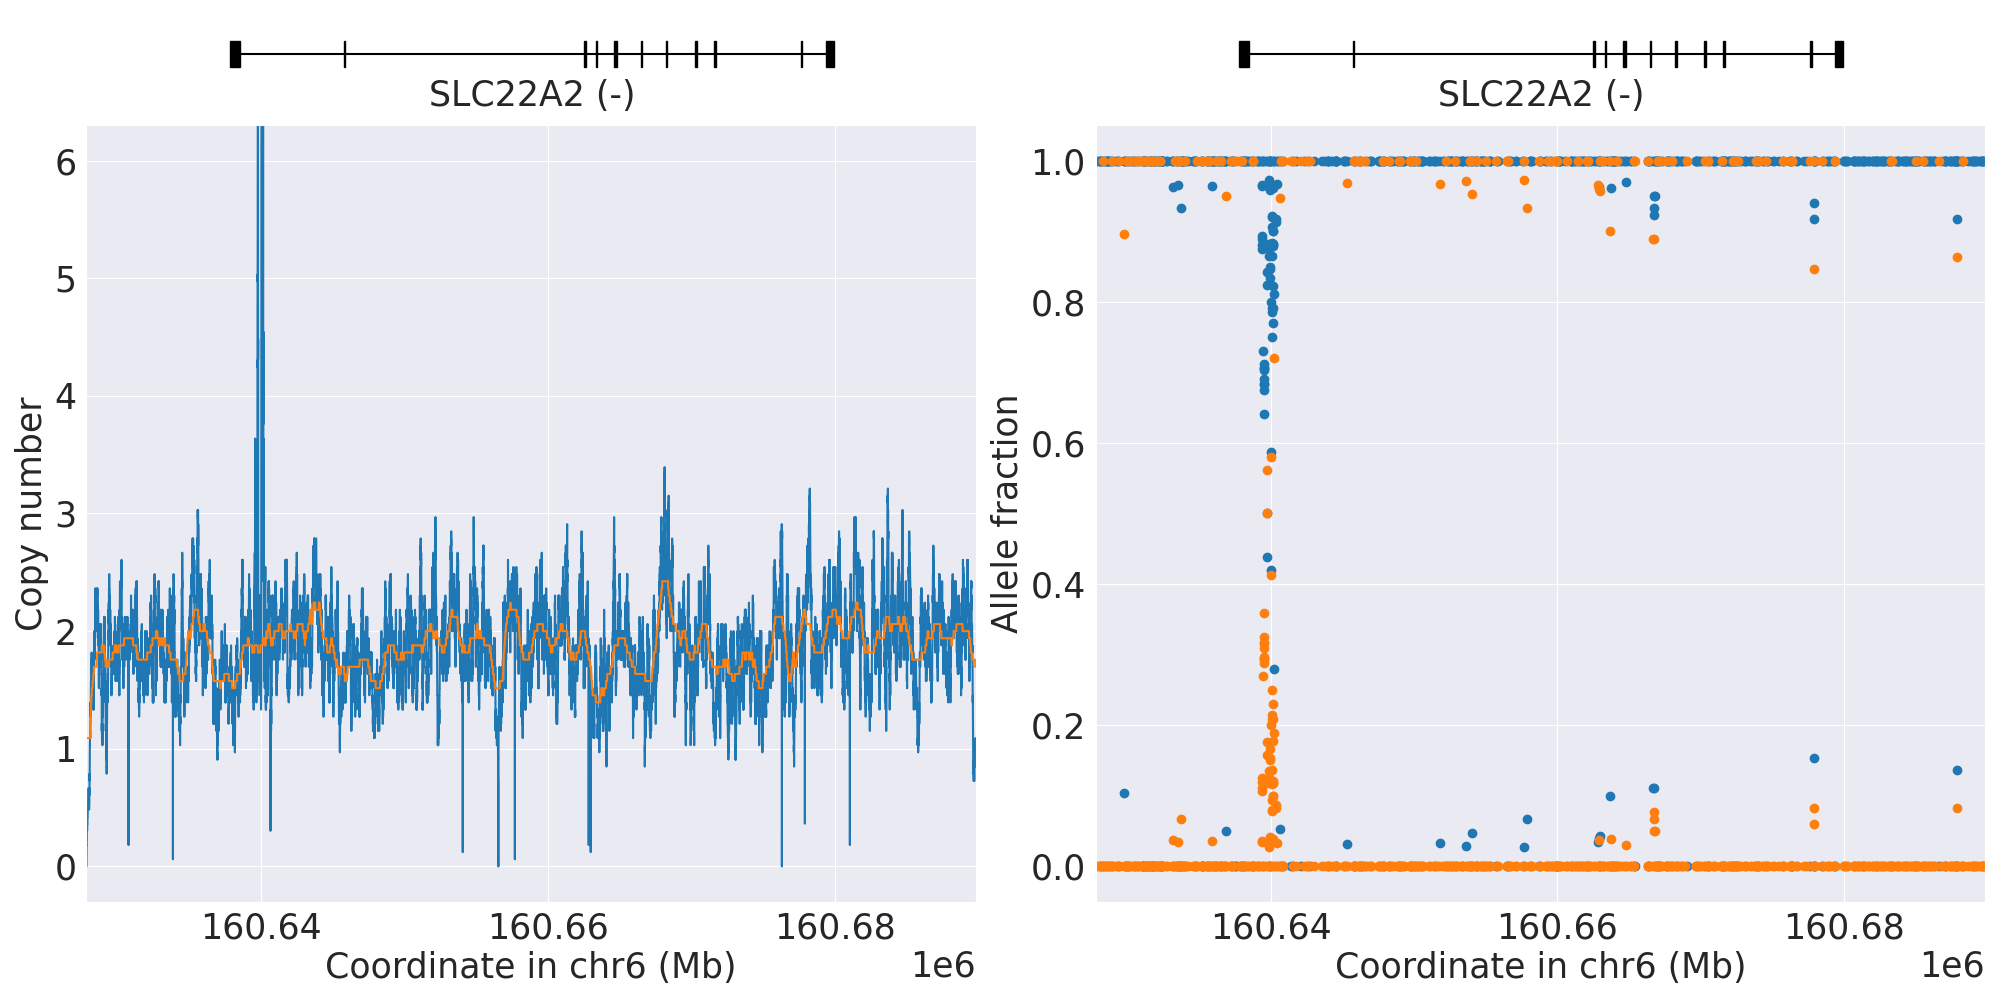 SLC22A2 (-)
6
5
4
3
2
1
0
Copy number
160.64
160.66
160.68
Coordinate in chr6 (Mb)
1e6
SLC22A2 (-)
1.0
0.8
0.6
0.4
0.2
0.0
Allele fraction
160.64
160.66
160.68
Coordinate in chr6 (Mb)
1e6